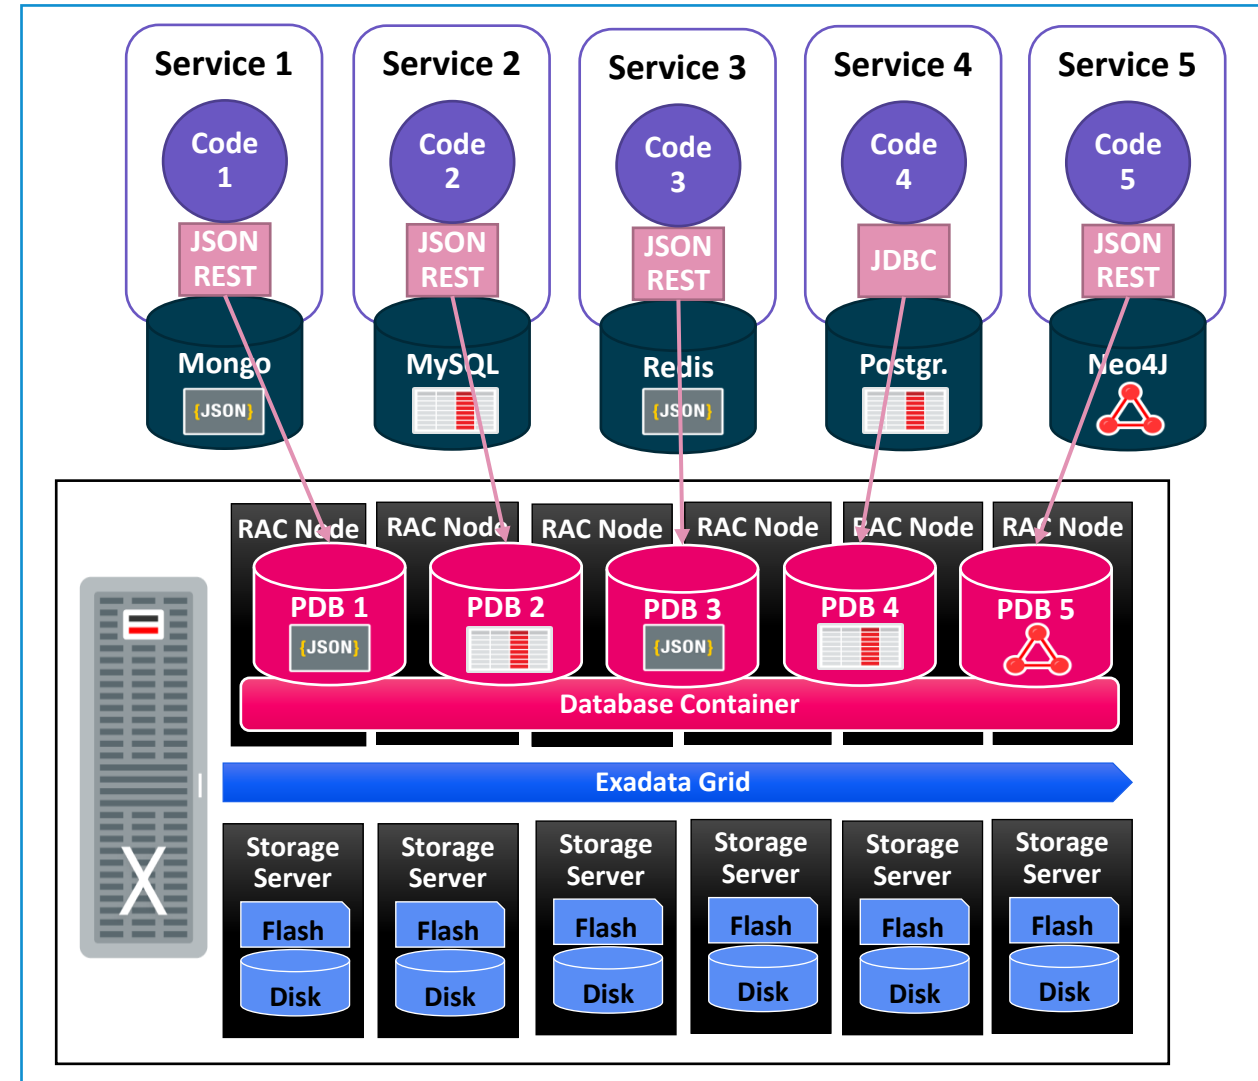 Service 1
Service 2
Service 3
Service 4
Service 5
Code
1
Code
2
Code
3
Code
4
Code
5
JSON
REST
JSON
REST
JSON
REST
JDBC
JSON
REST
Mongo
{JSON}
MySQL
Redis
{JSON}
Postgr.
Neo4J
RAC Node
RAC Node
RAC Node
RAC Node
RAC Node
RAC Node
PDB 1
{JSON}
PDB 2
PDB 3
{JSON}
PDB 4
PDB 5
Database Container
Exadata Grid
X
Storage
Server
Flash
Disk
Storage
Server
Flash
Disk
Storage
Server
Flash
Disk
Storage
Server
Flash
Disk
Storage
Server
Flash
Disk
Storage
Server
Flash
Disk